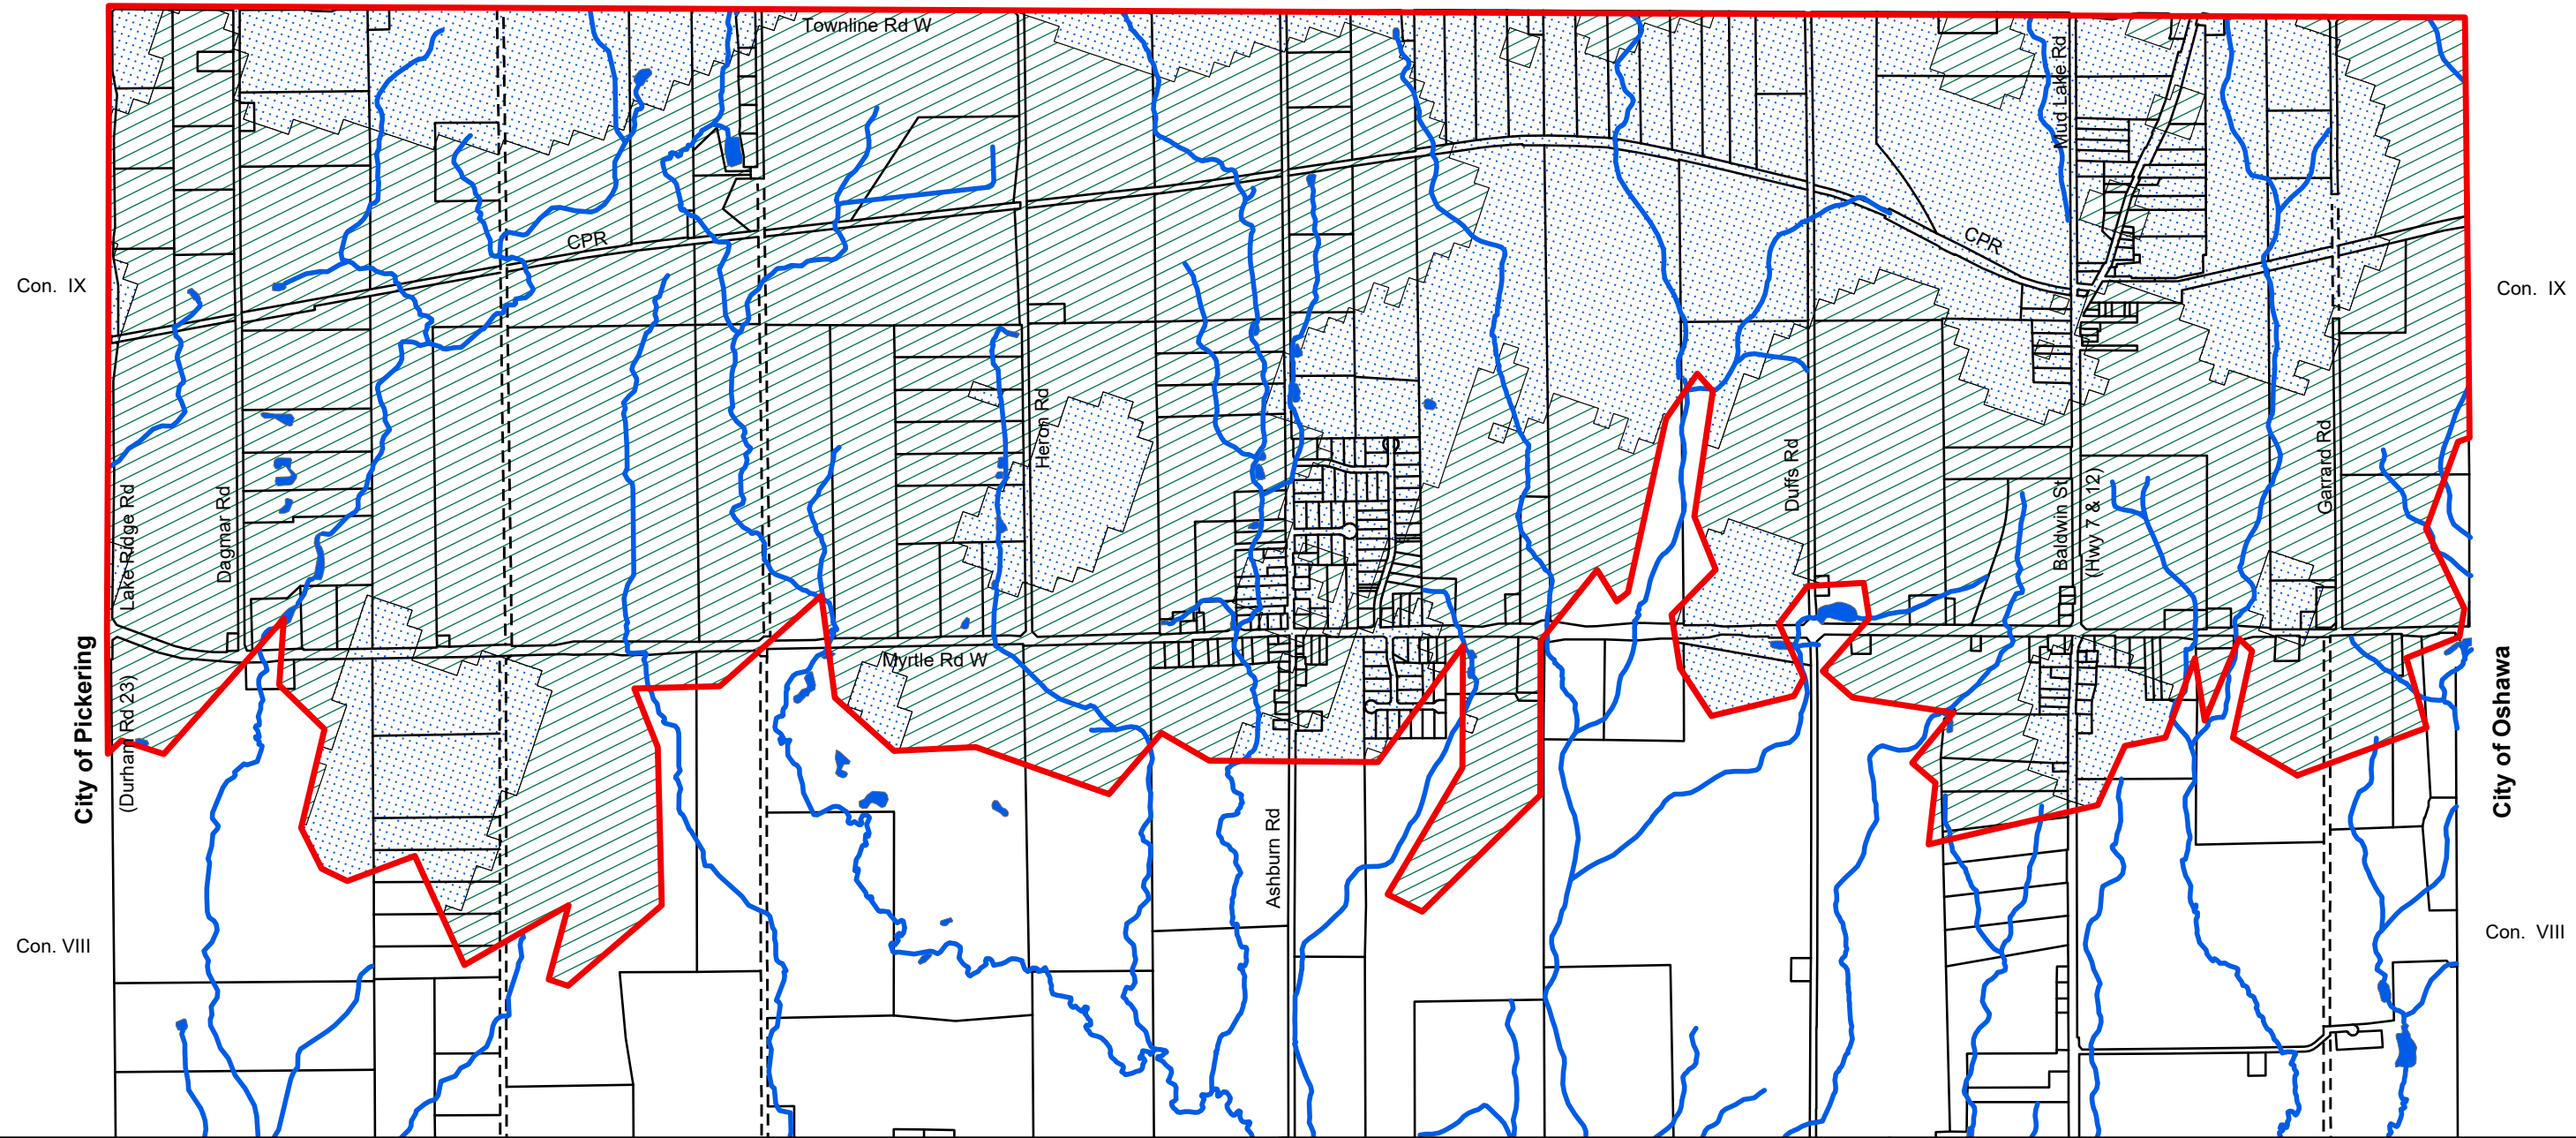 Townline Rd W
Mud Lake Rd
CPR
CPR
Con. IX
Con. IX
Heron Rd
Lake Ridge Rd
(Durham Rd 23)
Dagmar Rd
Duffs Rd
Baldwin St
(Hwy 7 & 12)
Garrard Rd
Myrtle Rd W
City of Pickering
City of Oshawa
Ashburn Rd
Con. VIII
Con. VIII